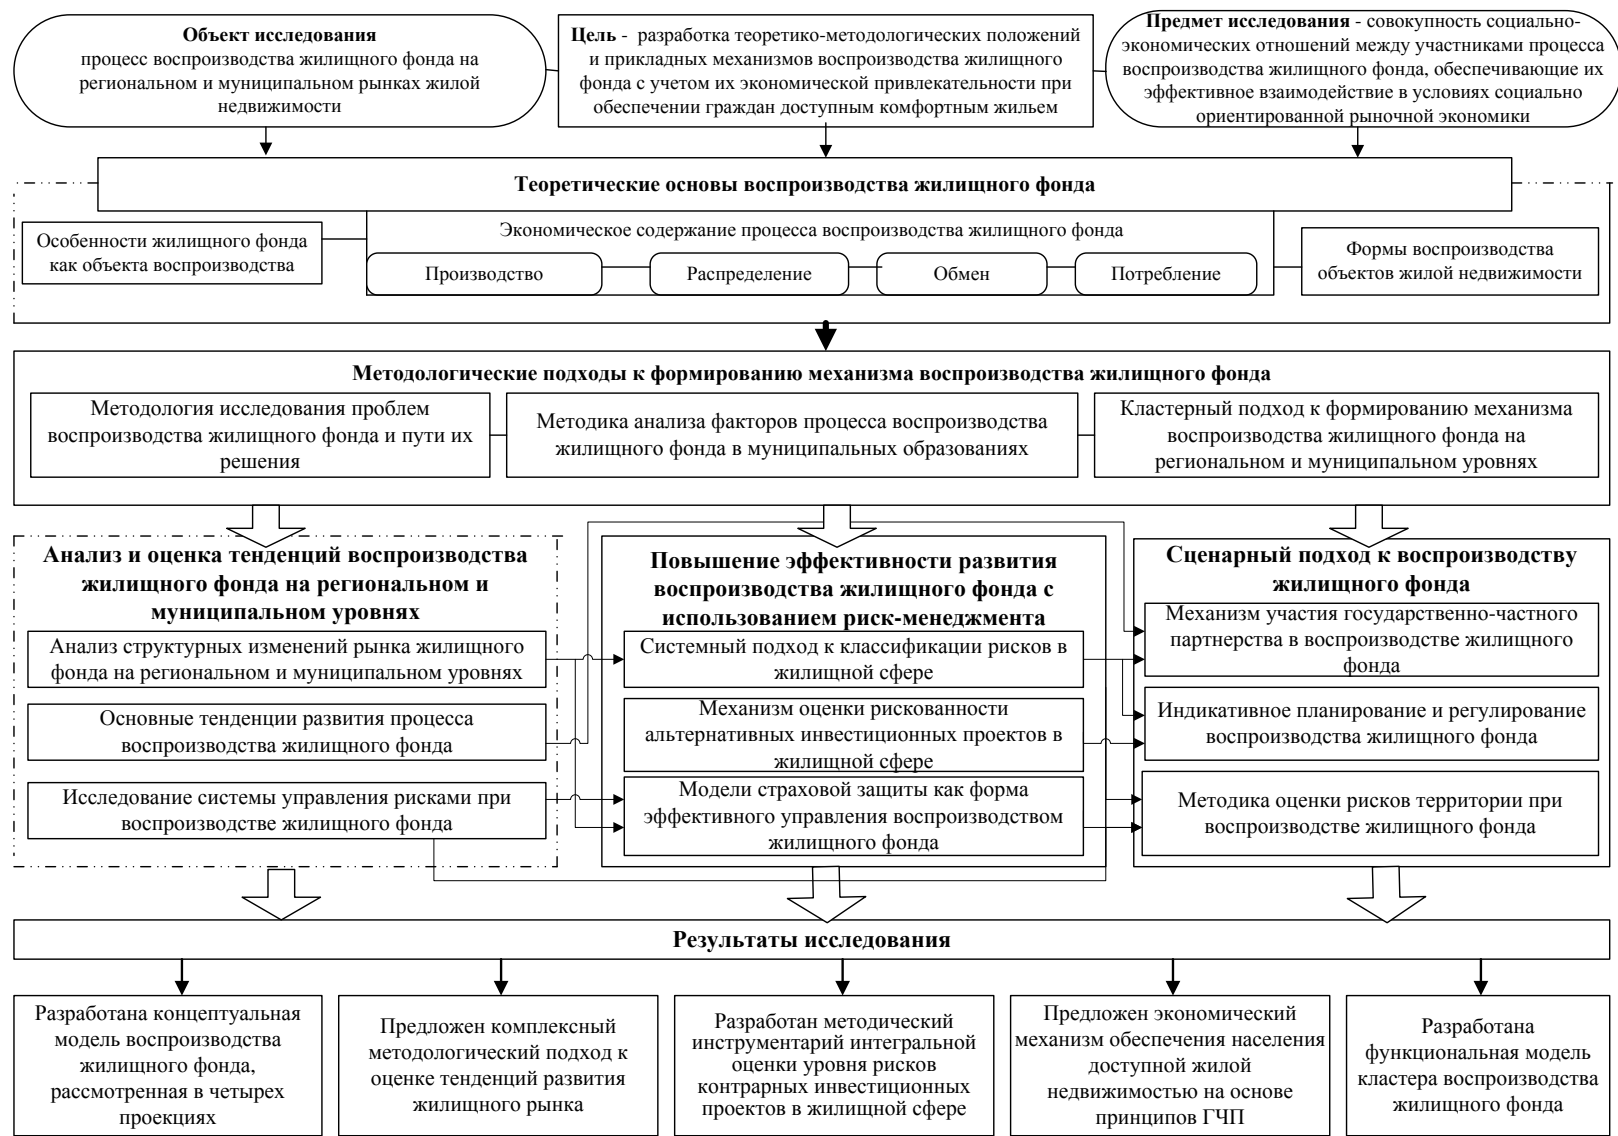 Объект исследования
процесс воспроизводства жилищного фонда на
региональном и муниципальном рынках жилой
недвижимости
Цель - разработка теоретико-методологических положений
и прикладных механизмов воспроизводства жилищного
фонда с учетом их экономической привлекательности при
обеспечении граждан доступным комфортным жильем
Предмет исследования - совокупность социально-
экономических отношений между участниками процесса
воспроизводства жилищного фонда, обеспечивающие их
эффективное взаимодействие в условиях социально
ориентированной рыночной экономики
Теоретические основы воспроизводства жилищного фонда
Особенности жилищного фонда
как объекта воспроизводства
Экономическое содержание процесса воспроизводства жилищного фонда
Производство
Распределение
Обмен
Потребление
Формы воспроизводства
объектов жилой недвижимости
Методологические подходы к формированию механизма воспроизводства жилищного фонда
Методология исследования проблем
воспроизводства жилищного фонда и пути их
решения
Методика анализа факторов процесса воспроизводства
жилищного фонда в муниципальных образованиях
Кластерный подход к формированию механизма
воспроизводства жилищного фонда на
региональном и муниципальном уровнях
Анализ и оценка тенденций воспроизводства
жилищного фонда на региональном и
муниципальном уровнях
Анализ структурных изменений рынка жилищного
фонда на региональном и муниципальном уровнях
Основные тенденции развития процесса
воспроизводства жилищного фонда
Исследование системы управления рисками при
воспроизводстве жилищного фонда
Повышение эффективности развития
воспроизводства жилищного фонда с
использованием риск-менеджмента
Системный подход к классификации рисков в
жилищной сфере
Механизм оценки рискованности
альтернативных инвестиционных проектов в
жилищной сфере
Модели страховой защиты как форма
эффективного управления воспроизводством
жилищного фонда
Сценарный подход к воспроизводству
жилищного фонда
Механизм участия государственно-частного
партнерства в воспроизводстве жилищного
фонда
Индикативное планирование и регулирование
воспроизводства жилищного фонда
Методика оценки рисков территории при
воспроизводстве жилищного фонда
Результаты исследования
Разработана концептуальная
модель воспроизводства
жилищного фонда,
рассмотренная в четырех
проекциях
Предложен комплексный
методологический подход к
оценке тенденций развития
жилищного рынка
Разработан методический
инструментарий интегральной
оценки уровня рисков
контрарных инвестиционных
проектов в жилищной сфере
Предложен экономический
механизм обеспечения населения
доступной жилой
недвижимостью на основе
принципов ГЧП
Разработана
функциональная модель
кластера воспроизводства
жилищного фонда